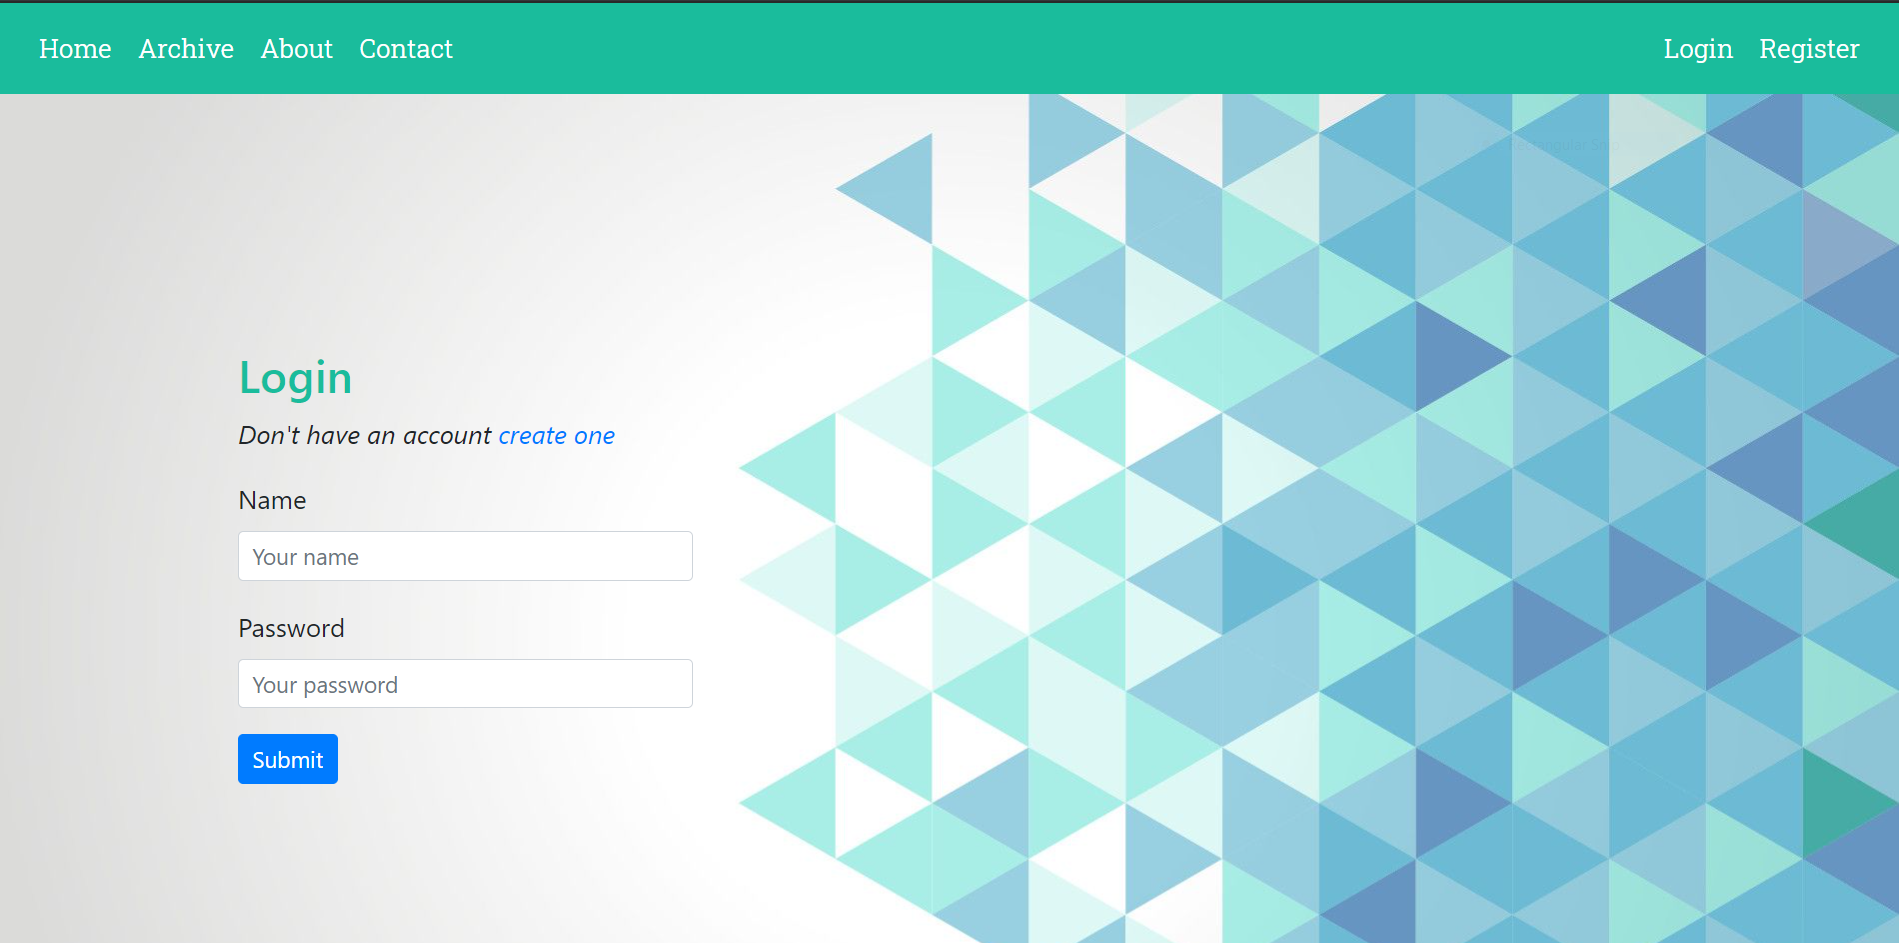 Home Archive About Contact Login Register
Login
Don't have an account create one
Name
Your name
Password
Your password
Submit